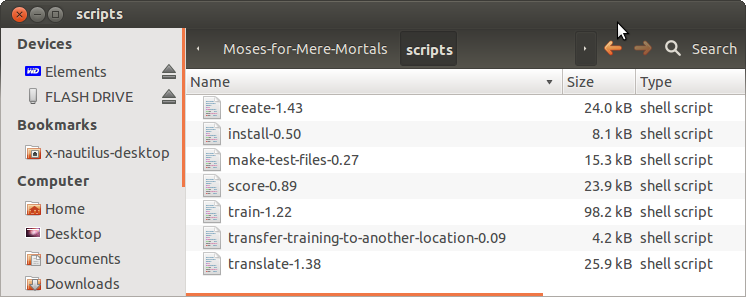 scripts
Devices
WD Elements
FLASH DRIVE
Bookmarks
x-nautilus-desktop
Computer
Home
Desktop
Documents
Downloads
Moses-for-Mere-Mortals scripts Search
Name Size Type
create-1.43 24.0 kB shell script
install-0.50 8.1 kB shell script
make-test-files-0.27 15.3 kB shell script
score-0.89 23.9 kB shell script
train-1.22 98.2 kB shell script
transfer-training-to-another-location-0.09 4.2 kB shell script
translate-1.38 25.9 kB shell script